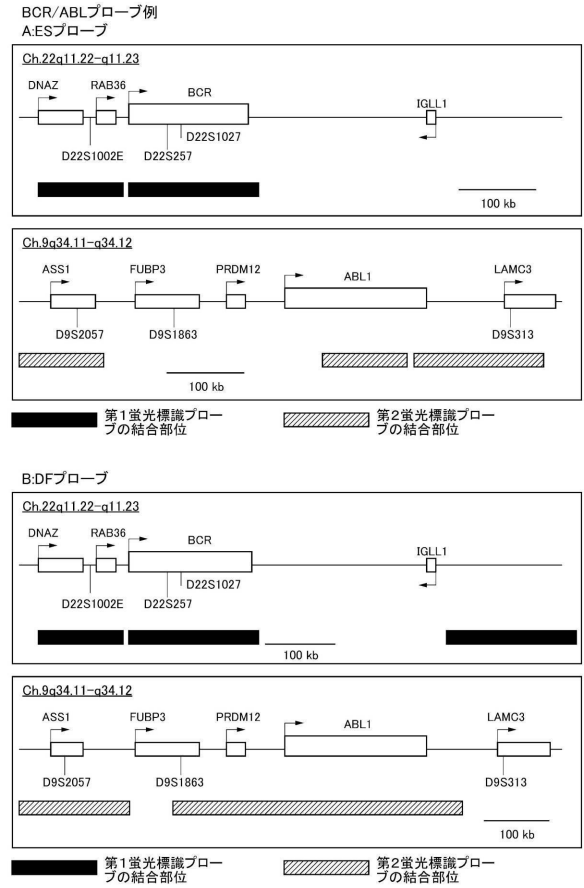 BCR/ABLプローブ例
A:ESプローブ
Ch.22q11.22-q11.23
DNAZ RAB36 BCR IGLL1
D22S1027
D22S1002E D22S257
100 kb
Ch.9q34.11-q34.12
ASS1 FUBP3 PRDM12 ABL1 LAMC3
D9S2057 D9S1863 D9S313
100 kb
第1蛍光標識プロー
ブの結合部位
第2蛍光標識プロー
ブの結合部位
B:DFプローブ
Ch.22q11.22-q11.23
DNAZ RAB36 BCR IGLL1
D22S1027
D22S1002E D22S257
100 kb
Ch.9q34.11-q34.12
ASS1 FUBP3 PRDM12 ABL1 LAMC3
D9S2057 D9S1863 D9S313
100 kb
第1蛍光標識プロー
ブの結合部位
第2蛍光標識プロー
ブの結合部位